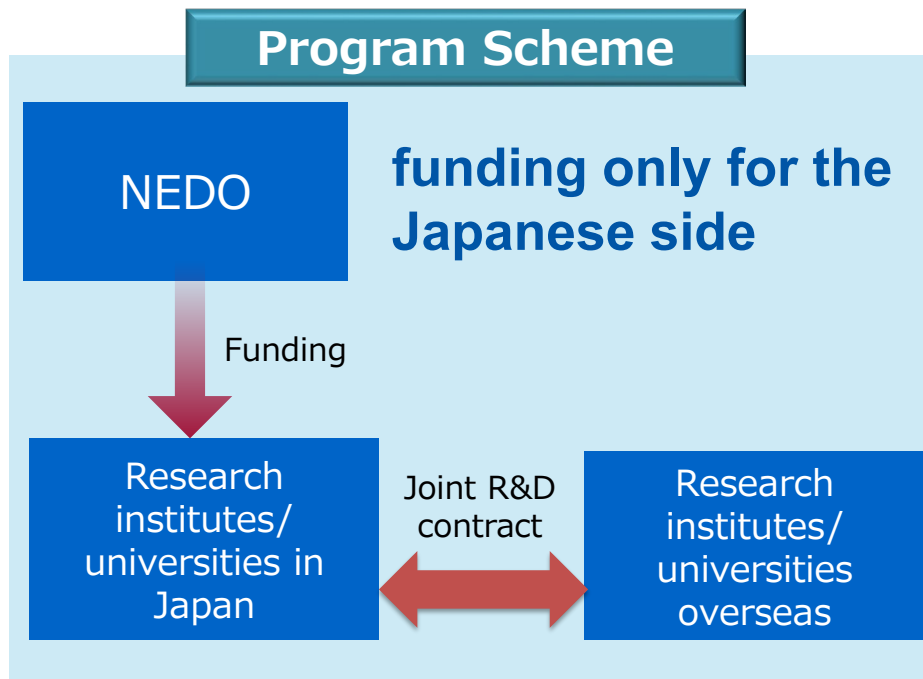 Program Scheme
NEDO
funding only for the
Japanese side
Funding
Research
institutes/
universities in
Japan
Joint R&D
contract
Research
institutes/
universities
overseas